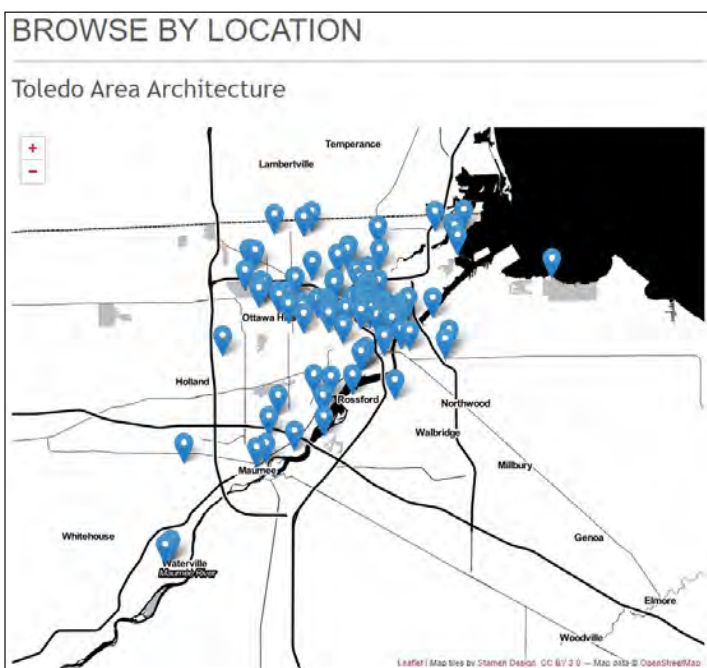 BROWSE BY LOCATION
Toledo Area Architecture
+
−
Temperance
Lambertville
Ottawa Hills
Holland
Rossford
Northwood
Walbridge
Millbury
Maumee
Whitehouse
Genoa
Waterville
Maumee River
Elmore
Woodville
Leaflet | Map tiles by Stamen Design, CC BY 3.0 — Map data © OpenStreetMap